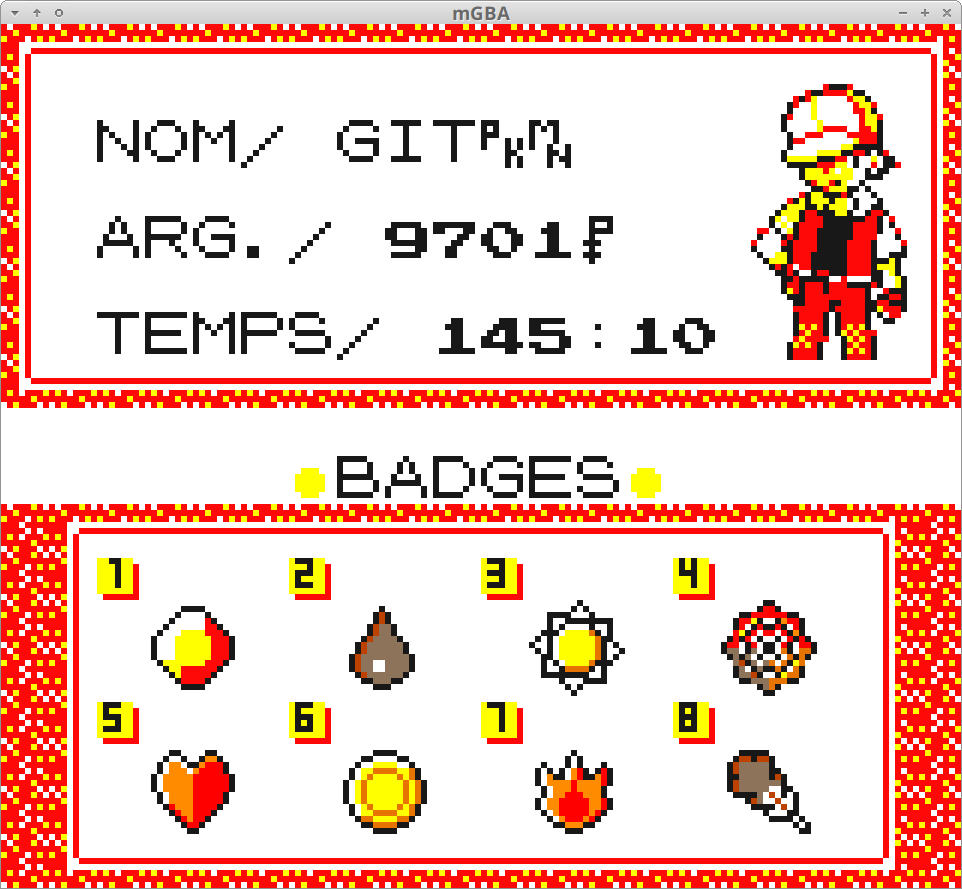 mGBA
NOM/ GITPKMN
ARG./ 9701₽
TEMPS/ 145:10
BADGES
1 2 3 4
5 6 7 8